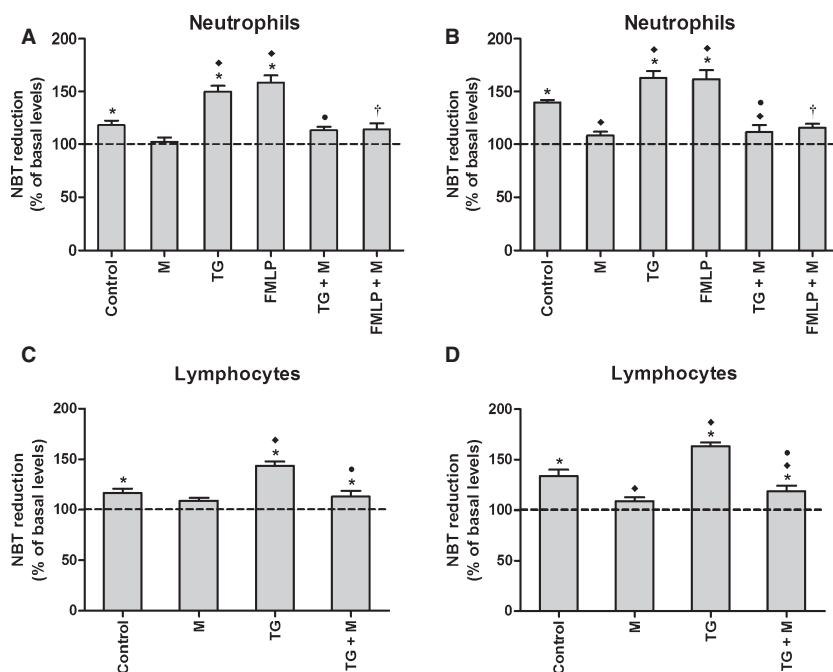 A
Neutrophils
NBT reduction
(% of basal levels)
200
150
100
50
0
*
◆
*
◆
*
●
†
Control
M
TG
FMLP
TG + M
FMLP + M
B
Neutrophils
NBT reduction
(% of basal levels)
200
150
100
50
0
*
◆
◆
*
◆
*
●
◆
†
Control
M
TG
FMLP
TG + M
FMLP + M
C
Lymphocytes
NBT reduction
(% of basal levels)
200
150
100
50
0
*
◆
*
●
*
Control
M
TG
TG + M
D
Lymphocytes
NBT reduction
(% of basal levels)
200
150
100
50
0
*
◆
◆
*
●
◆
*
Control
M
TG
TG + M